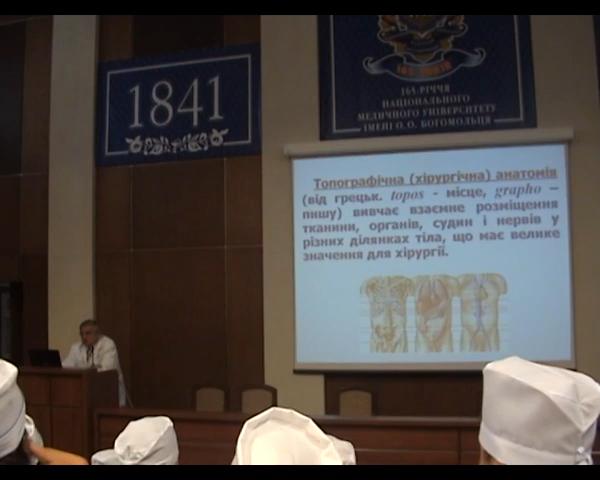 1841
165-РІЧЧЯ
НАЦІОНАЛЬНОГО
МЕДИЧНОГО УНІВЕРСИТЕТУ
ІМЕНІ О. О. БОГОМОЛЬЦЯ
Топографічна (хірургічна) анатомія
(від грецьк. topos - місце, grapho –
пишу) вивчає взаємне розміщення
тканини, органів, судин і нервів у
різних ділянках тіла, що має велике
значення для хірургії.